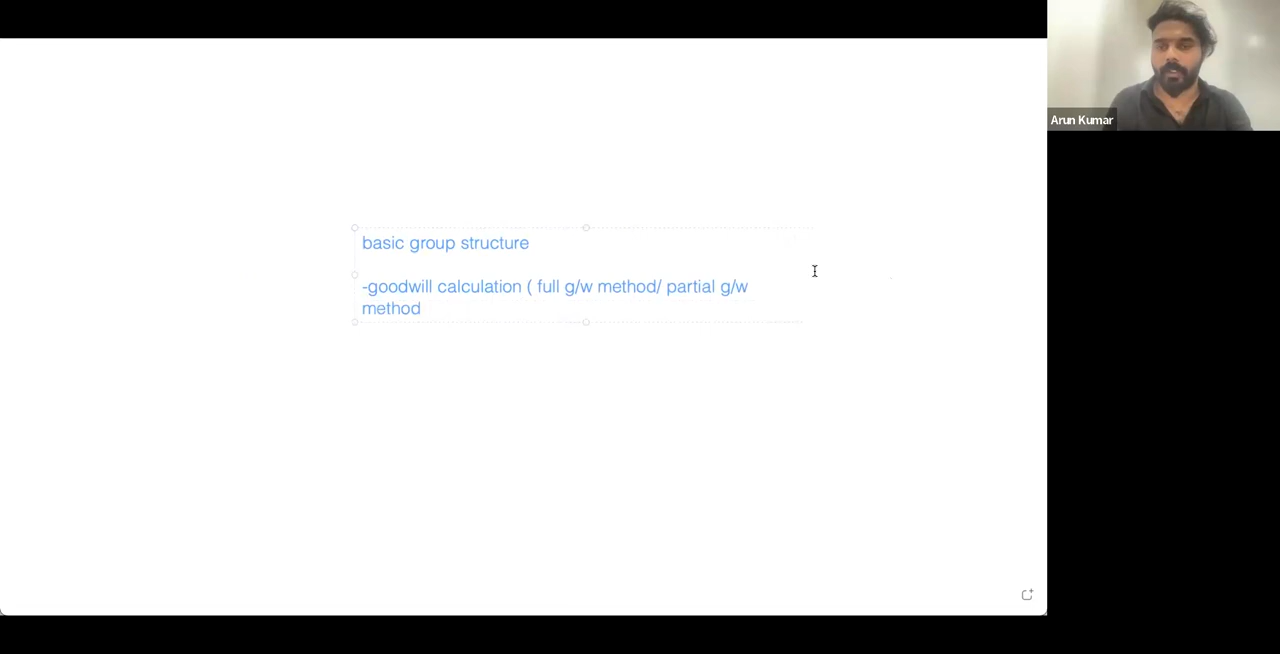 basic group structure
-goodwill calculation ( full g/w method/ partial g/w
method
Arun Kumar